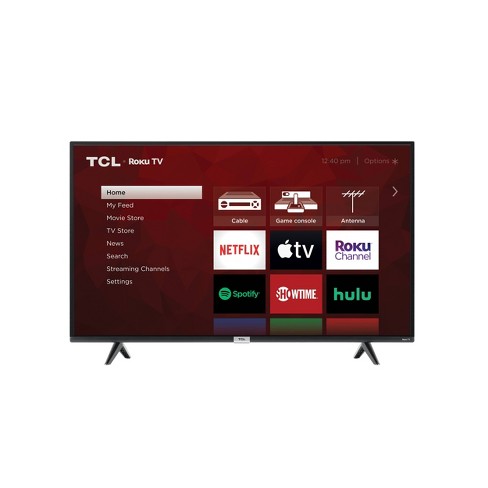 TCL • Roku TV
12:40 pm | Options ✳
Home
My Feed
Movie Store
TV Store
News
Search
Streaming Channels
Settings
Cable
Game console
Antenna
NETFLIX
tv
Roku Channel
Spotify
SHOWTIME
hulu
TCL